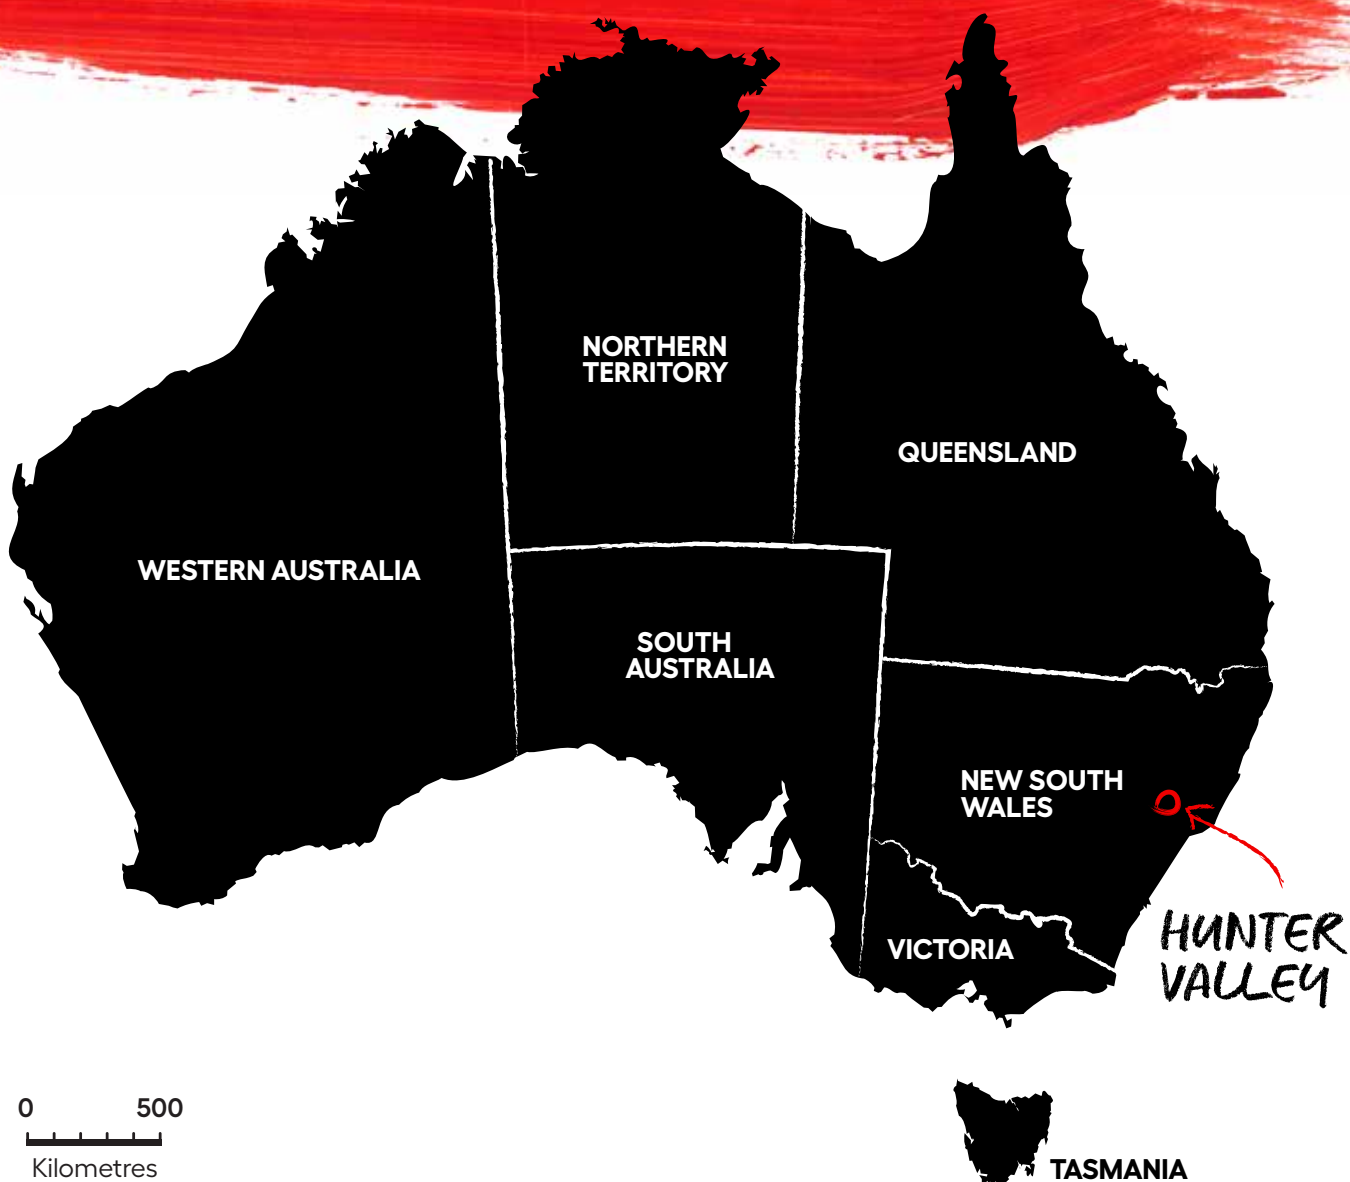 NORTHERN
TERRITORY
QUEENSLAND
WESTERN AUSTRALIA
SOUTH
AUSTRALIA
NEW SOUTH
WALES
HUNTER
VALLEY
VICTORIA
0 500
Kilometres
TASMANIA